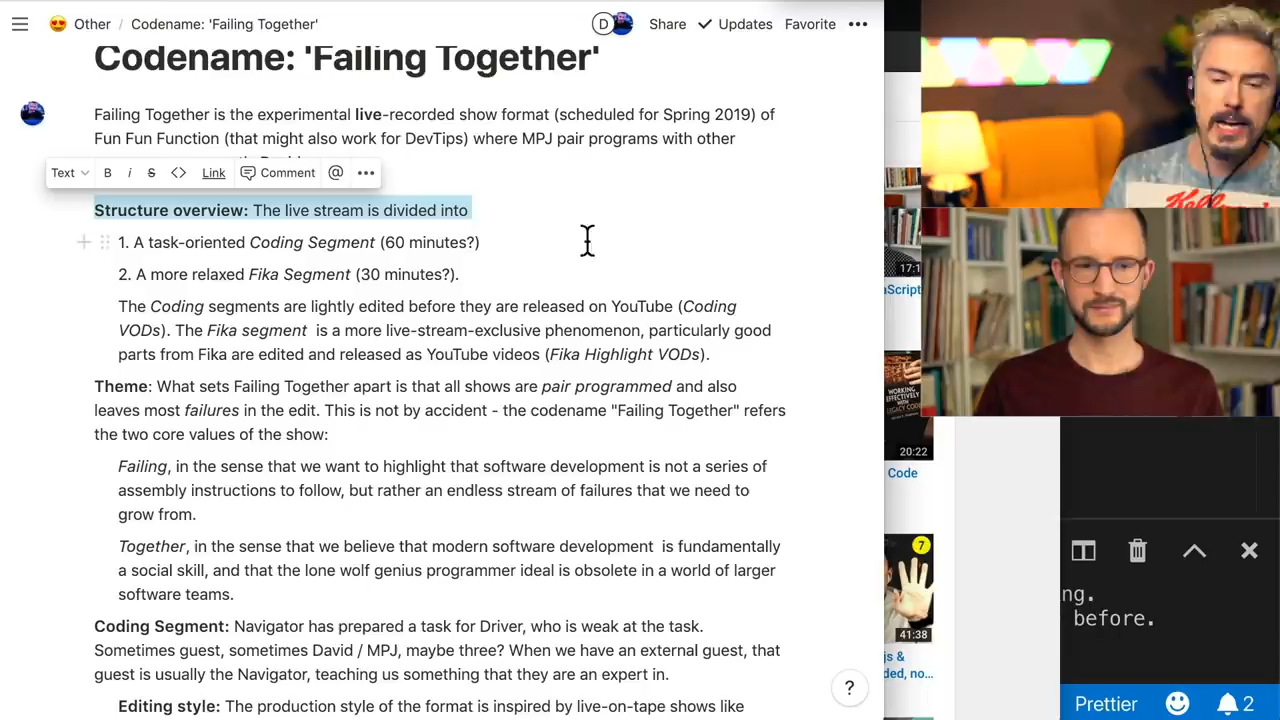 Other / Codename: 'Failing Together'
D
Share
Updates
Favorite
Codename: 'Failing Together'
Failing Together is the experimental live-recorded show format (scheduled for Spring 2019) of
Fun Fun Function (that might also work for DevTips) where MPJ pair programs with other
Text
B
i
S
<>
Link
Comment
@
Structure overview: The live stream is divided into
1. A task-oriented Coding Segment (60 minutes?)
2. A more relaxed Fika Segment (30 minutes?).
The Coding segments are lightly edited before they are released on YouTube (Coding
VODs). The Fika segment is a more live-stream-exclusive phenomenon, particularly good
parts from Fika are edited and released as YouTube videos (Fika Highlight VODs).
Theme: What sets Failing Together apart is that all shows are pair programmed and also
leaves most failures in the edit. This is not by accident - the codename "Failing Together" refers
the two core values of the show:
Failing, in the sense that we want to highlight that software development is not a series of
assembly instructions to follow, but rather an endless stream of failures that we need to
grow from.
Together, in the sense that we believe that modern software development is fundamentally
a social skill, and that the lone wolf genius programmer ideal is obsolete in a world of larger
software teams.
Coding Segment: Navigator has prepared a task for Driver, who is weak at the task.
Sometimes guest, sometimes David / MPJ, maybe three? When we have an external guest, that
guest is usually the Navigator, teaching us something that they are an expert in.
Editing style: The production style of the format is inspired by live-on-tape shows like
?
17:1
aScript
WORKING
EFFECTIVELY
WITH
LEGACY CODE
20:22
Code
7
41:38
js &
ded, no...
Kellogg
ng.
before.
Prettier
2